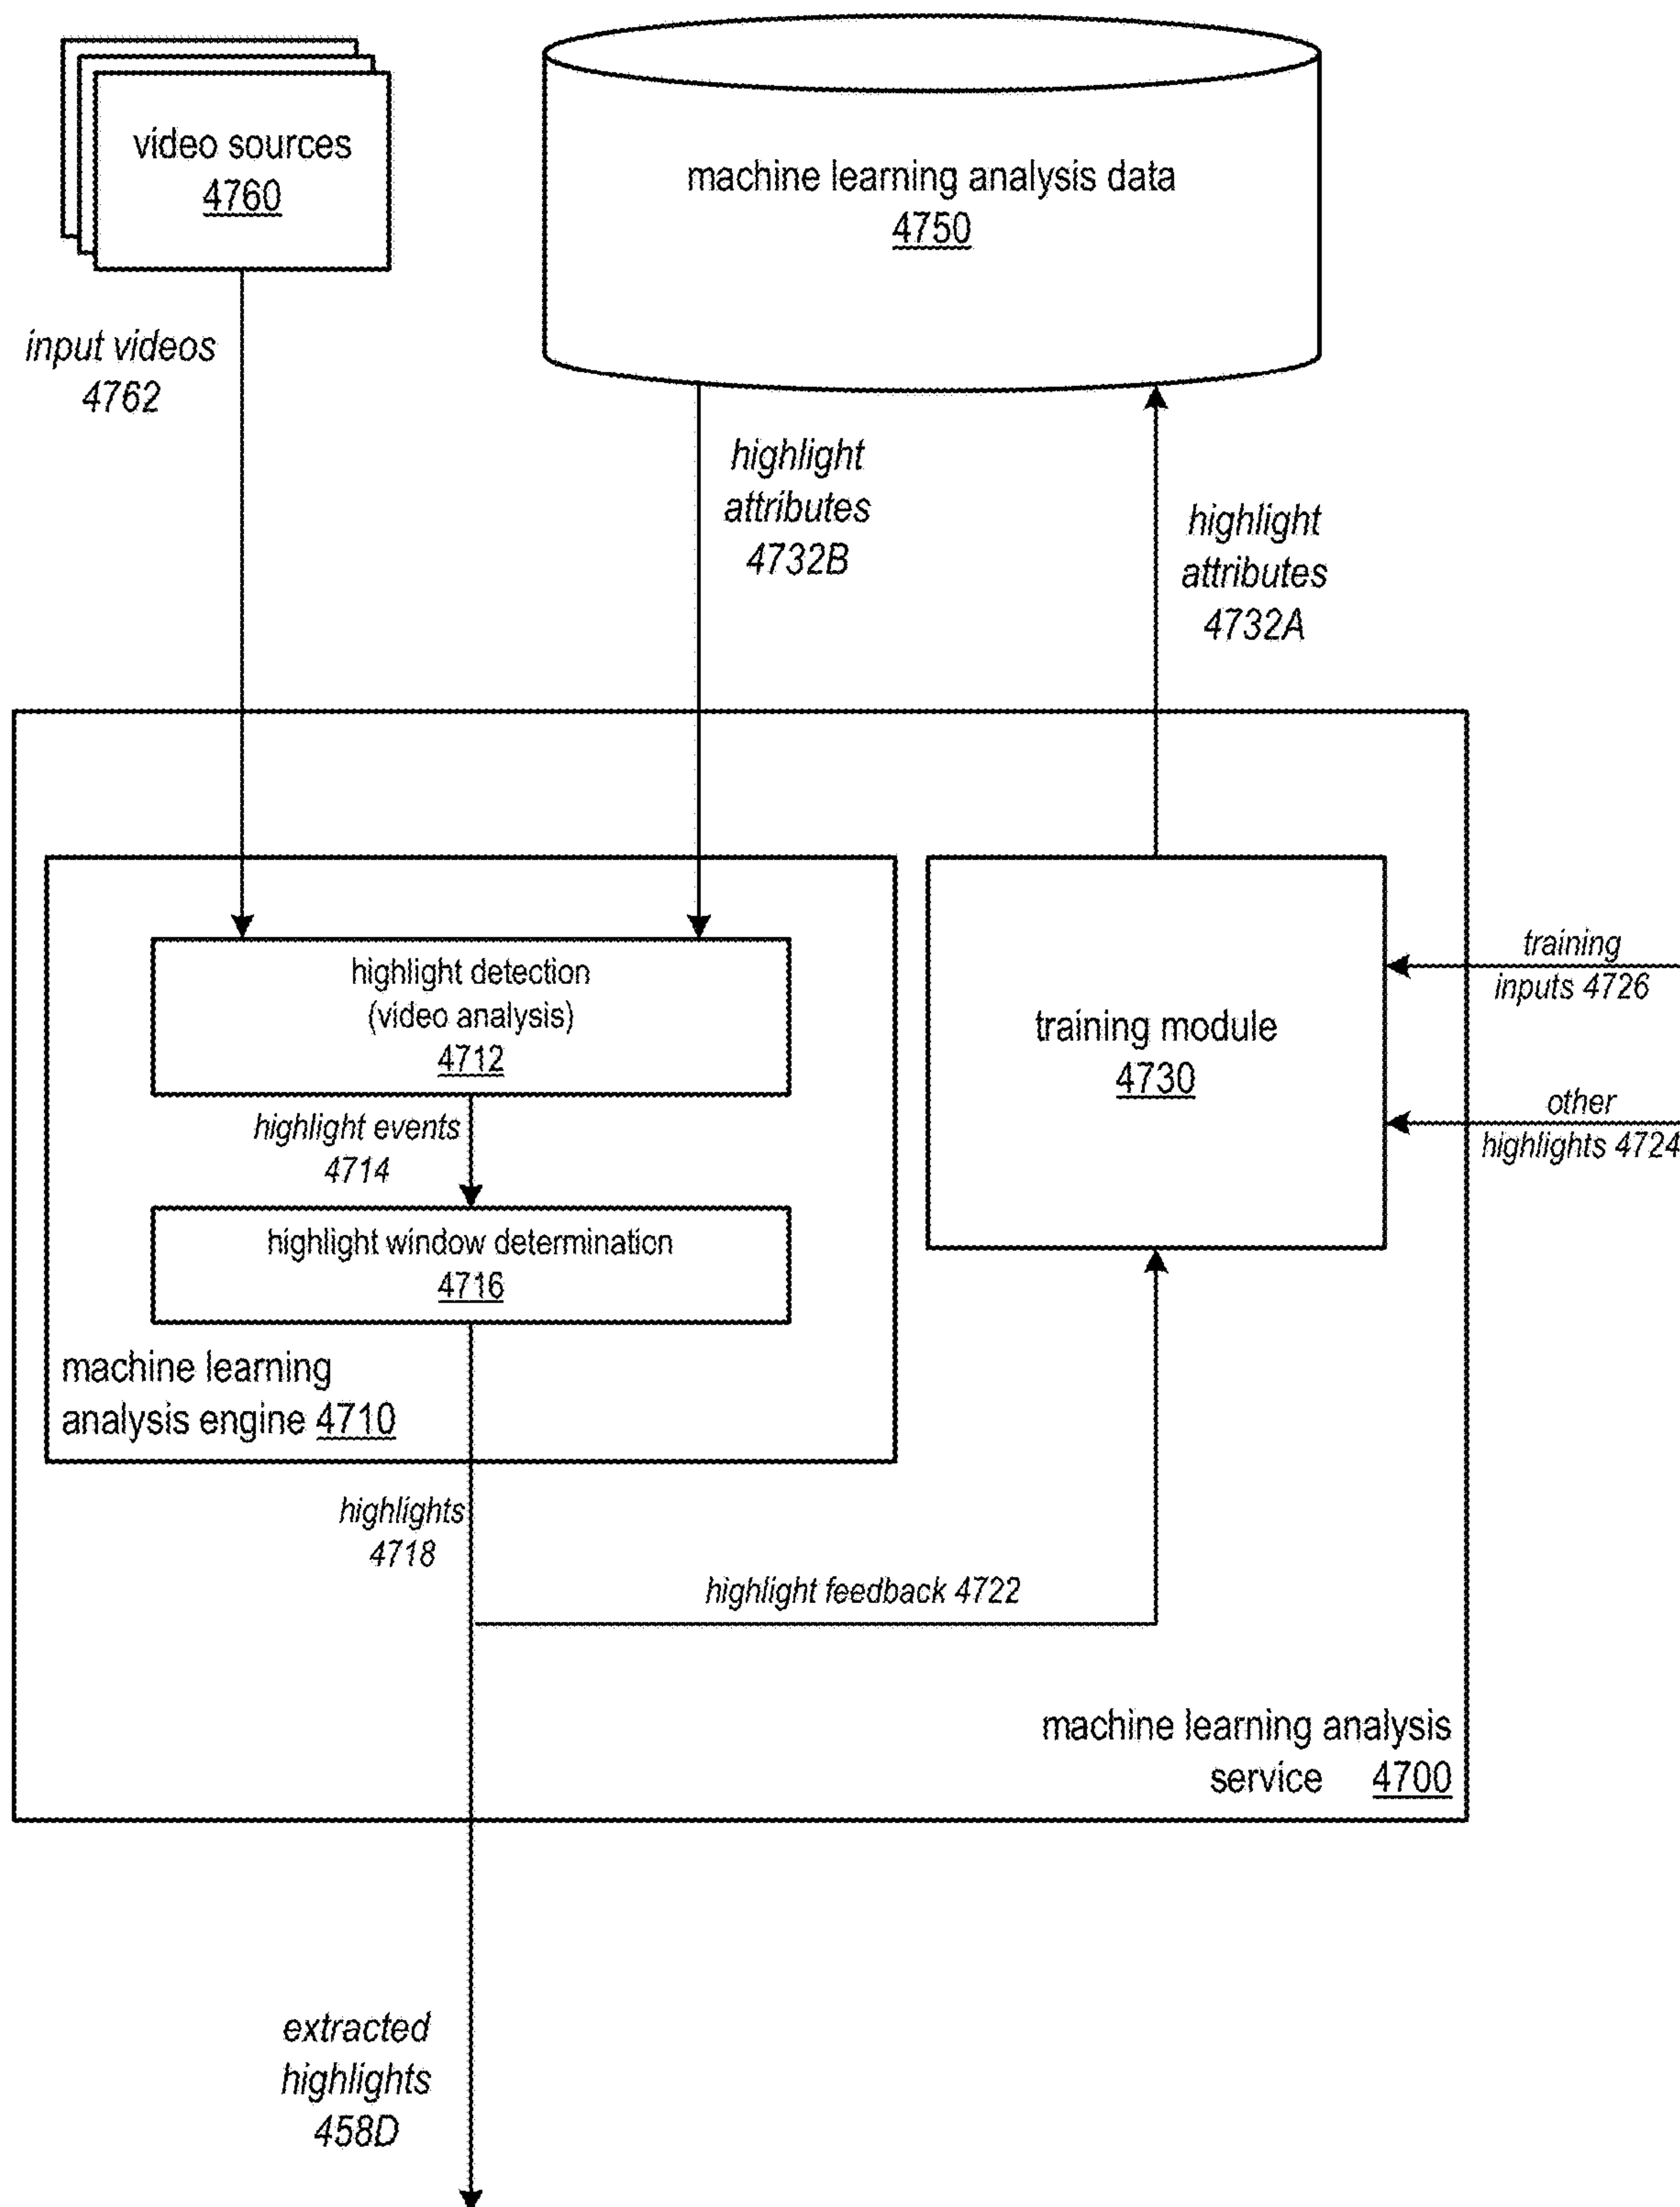 video sources
4760
machine learning analysis data
4750
input videos
4762
highlight
attributes
4732B
highlight
attributes
4732A
highlight detection
(video analysis)
4712
highlight events
4714
highlight window determination
4716
machine learning
analysis engine 4710
training module
4730
training
inputs 4726
other
highlights 4724
highlights
4718
highlight feedback 4722
machine learning analysis
service 4700
extracted
highlights
458D